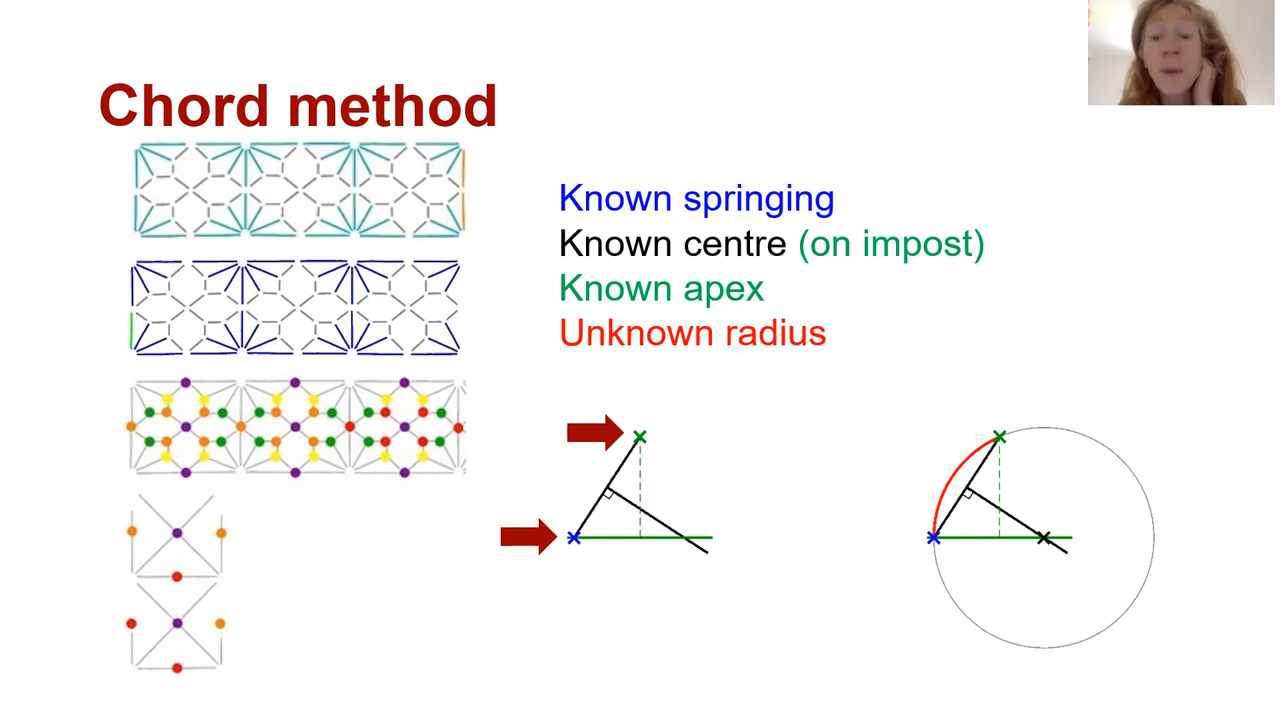 Chord method
Known springing
Known centre (on impost)
Known apex
Unknown radius